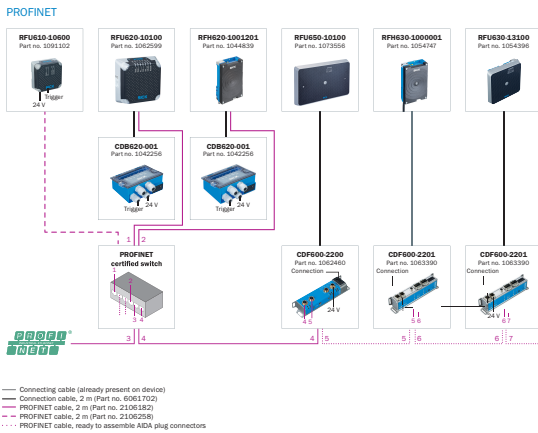 PROFINET
RFU610-10600
Part no. 1091102
Trigger
24 V
RFU620-10100
Part no. 1062599
RFH620-1001201
Part no. 1044839
RFU650-10100
Part no. 1073556
RFH630-1000001
Part no. 1054747
RFU630-13100
Part no. 1054396
CDB620-001
Part no. 1042256
24 V
Trigger
CDB620-001
Part no. 1042256
24 V
Trigger
1 2
PROFINET
certified switch
1
2
3 4
CDF600-2200
Part no. 1062460
Connection
24 V
4 5
CDF600-2201
Part no. 1063390
Connection
5 6
CDF600-2201
Part no. 1063390
Connection
24 V
6 7
PROFI
NET
®
3 4
4 5
5 6
6 7
Connecting cable (already present on device)
Connection cable, 2 m (Part no. 6061702)
PROFINET cable, 2 m (Part no. 2106182)
PROFINET cable, 2 m (Part no. 2106258)
PROFINET cable, ready to assemble AIDA plug connectors